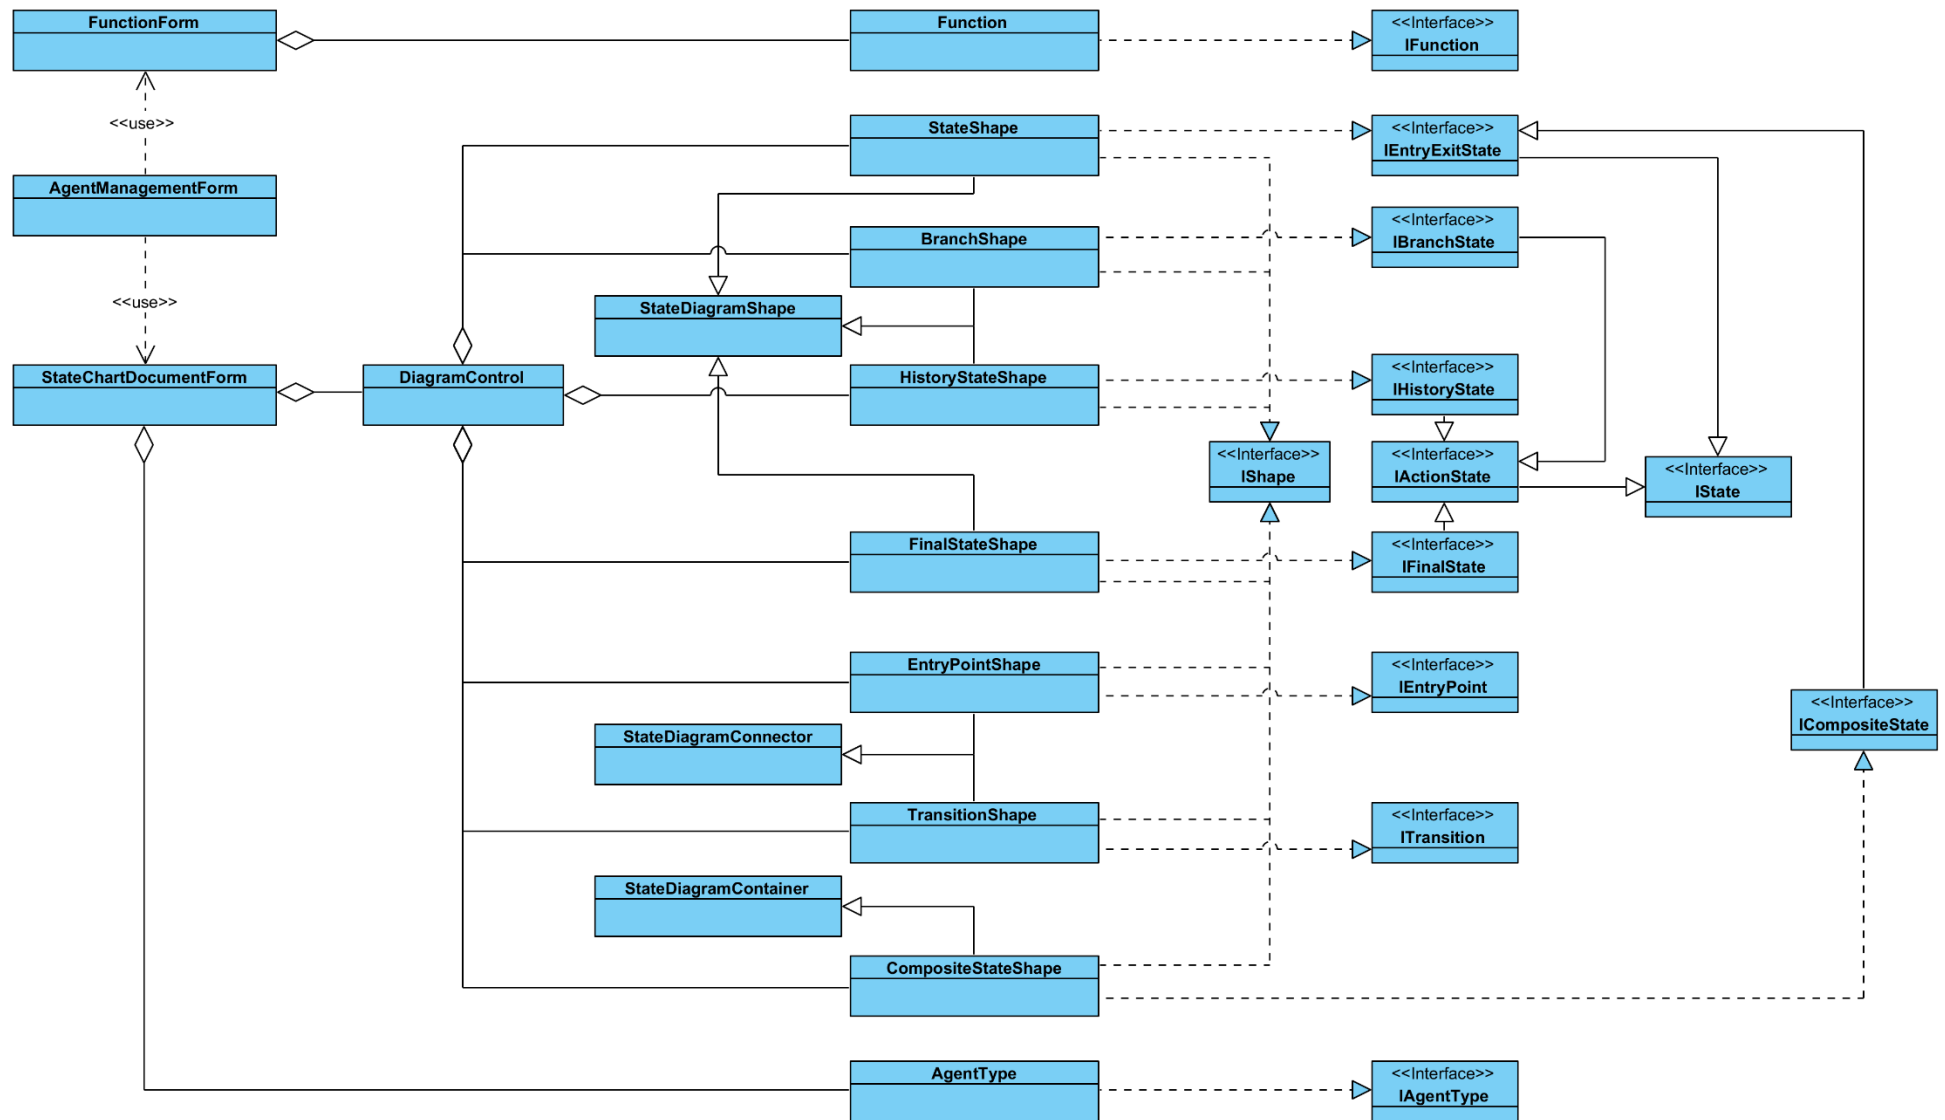 FunctionForm
Function
<<Interface>>
IFunction
<<use>>
StateShape
<<Interface>>
IEntryExitState
AgentManagementForm
BranchShape
<<Interface>>
IBranchState
<<use>>
StateDiagramShape
StateChartDocumentForm
DiagramControl
HistoryStateShape
<<Interface>>
IHistoryState
<<Interface>>
IShape
<<Interface>>
IActionState
<<Interface>>
IState
FinalStateShape
<<Interface>>
IFinalState
EntryPointShape
<<Interface>>
IEntryPoint
<<Interface>>
ICompositeState
StateDiagramConnector
TransitionShape
<<Interface>>
ITransition
StateDiagramContainer
CompositeStateShape
AgentType
<<Interface>>
IAgentType